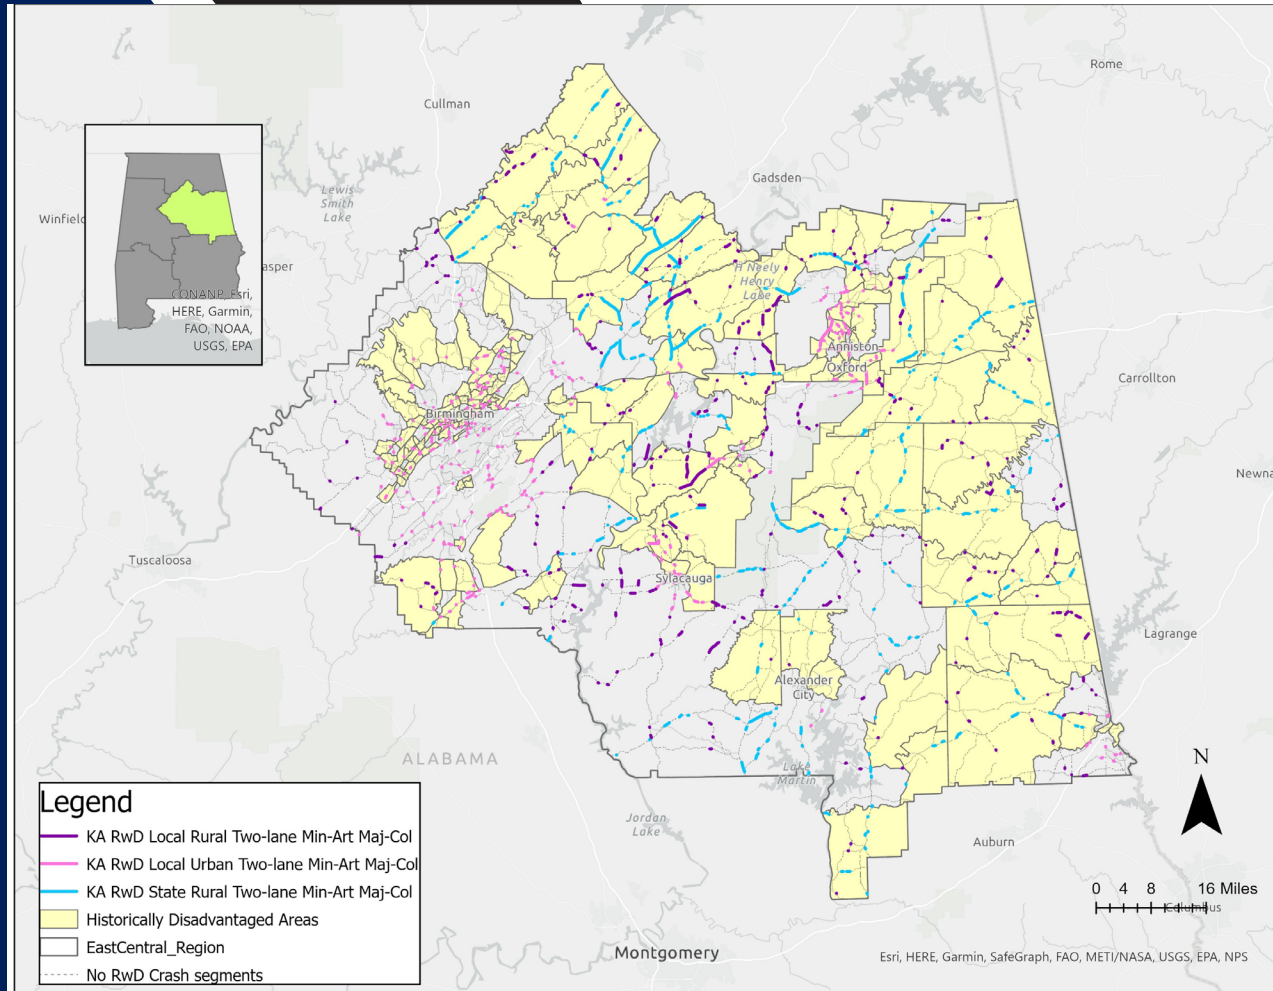 Rome
Cullman
Gadsden
Lewis
Smith
Lake
Winfield
asper
CONANP, Esri,
HERE, Garmin,
FAO, NOAA,
USGS, EPA
H Neely
Henry
Lake
Anniston
Oxford
Carrollton
Birmingham
Newna
Tuscaloosa
Sylacauga
Lagrange
Alexander
City
ALABAMA
Lake
Martin
N
Jordan
Lake
Auburn
Legend
KA RwD Local Rural Two-lane Min-Art Maj-Col
KA RwD Local Urban Two-lane Min-Art Maj-Col
KA RwD State Rural Two-lane Min-Art Maj-Col
Historically Disadvantaged Areas
EastCentral_Region
No RwD Crash segments
0 4 8 16 Miles
Columbus
Montgomery
Esri, HERE, Garmin, SafeGraph, FAO, METI/NASA, USGS, EPA, NPS